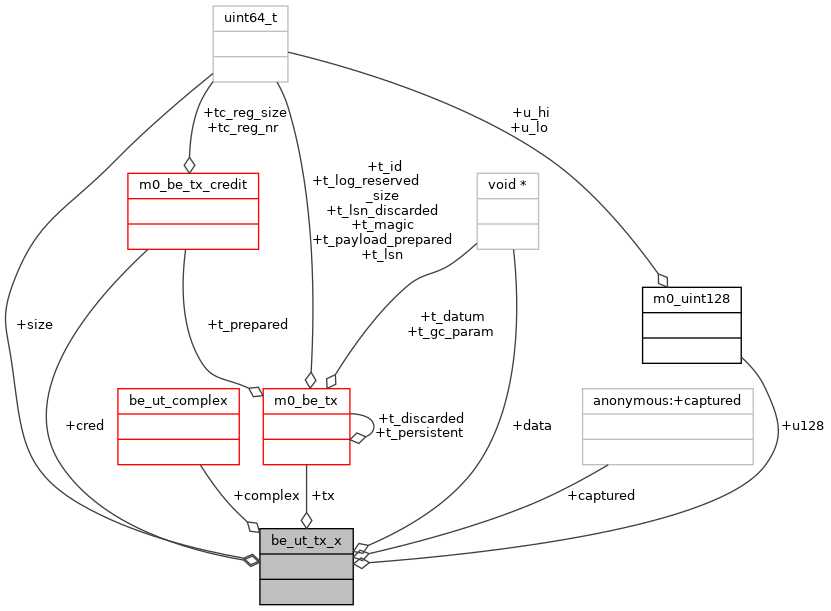 uint64_t
+tc_reg_size
+tc_reg_nr
+u_hi
+u_lo
+t_id
+t_log_reserved
_size
+t_lsn_discarded
+t_magic
+t_payload_prepared
+t_lsn
m0_be_tx_credit
void *
m0_uint128
+size
+t_prepared
+t_datum
+t_gc_param
be_ut_complex
m0_be_tx
anonymous:+captured
+cred
+t_discarded
+t_persistent
+data
+u128
+complex
+tx
+captured
be_ut_tx_x